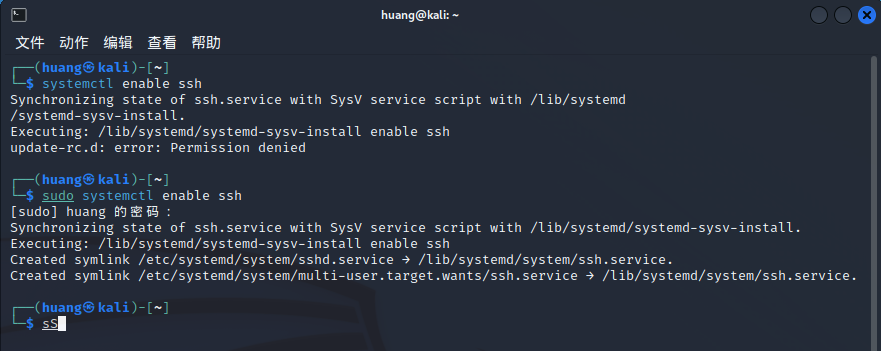 huang@kali: ~
文件 动作 编辑 查看 帮助
┌──(huang㉿kali)-[~]
└─$ systemctl enable ssh
Synchronizing state of ssh.service with SysV service script with /lib/systemd
/systemd-sysv-install.
Executing: /lib/systemd/systemd-sysv-install enable ssh
update-rc.d: error: Permission denied
┌──(huang㉿kali)-[~]
└─$ sudo systemctl enable ssh
[sudo] huang 的密码：
Synchronizing state of ssh.service with SysV service script with /lib/systemd/systemd-sysv-install.
Executing: /lib/systemd/systemd-sysv-install enable ssh
Created symlink /etc/systemd/system/sshd.service → /lib/systemd/system/ssh.service.
Created symlink /etc/systemd/system/multi-user.target.wants/ssh.service → /lib/systemd/system/ssh.service.
┌──(huang㉿kali)-[~]
└─$ sS